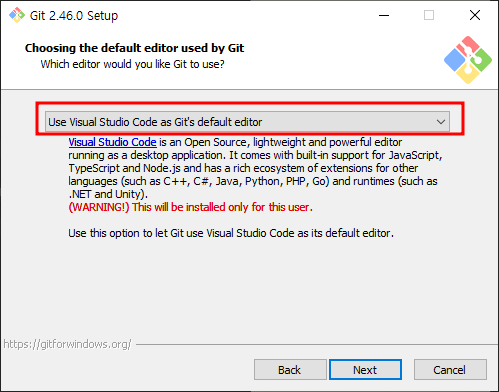 Git 2.46.0 Setup
Choosing the default editor used by Git
Which editor would you like Git to use?
Use Visual Studio Code as Git's default editor
Visual Studio Code is an Open Source, lightweight and powerful editor
running as a desktop application. It comes with built-in support for JavaScript,
TypeScript and Node.js and has a rich ecosystem of extensions for other
languages (such as C++, C#, Java, Python, PHP, Go) and runtimes (such as
.NET and Unity).
(WARNING!) This will be installed only for this user.
Use this option to let Git use Visual Studio Code as its default editor.
https://gitforwindows.org/
Back
Next
Cancel